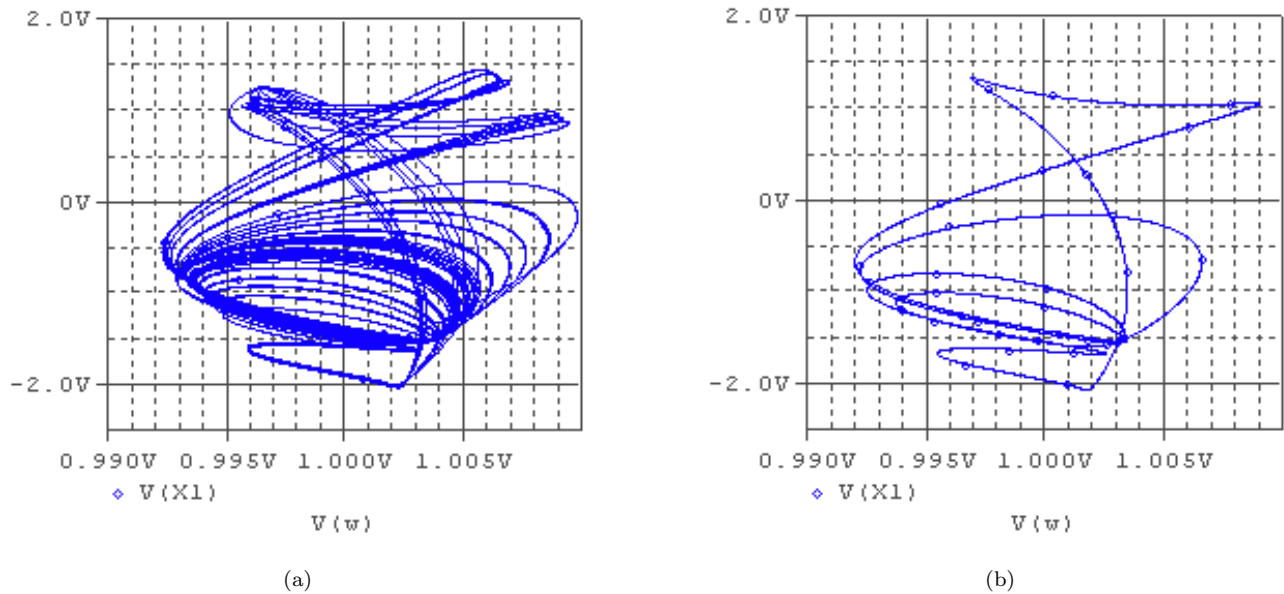 2.0V
0V
-2.0V
0.990V 0.995V 1.000V 1.005V
◇ V(X1)
V(w)
(a)
2.0V
0V
-2.0V
0.990V 0.995V 1.000V 1.005V
◇ V(X1)
V(w)
(b)